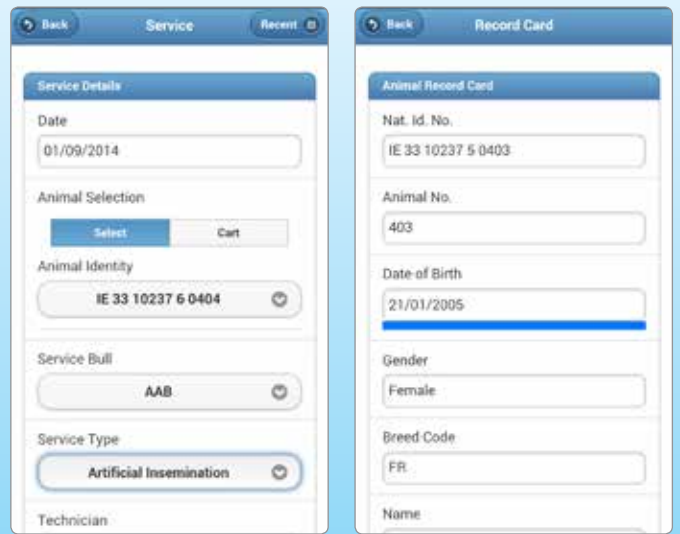 Back Service Recent
Service Details
Date
01/09/2014
Animal Selection
Select Cart
Animal Identity
IE 33 10237 6 0404
Service Bull
AAB
Service Type
Artificial Insemination
Technician
Back Record Card
Animal Record Card
Nat. Id. No.
IE 33 10237 5 0403
Animal No.
403
Date of Birth
21/01/2005
Gender
Female
Breed Code
FR
Name